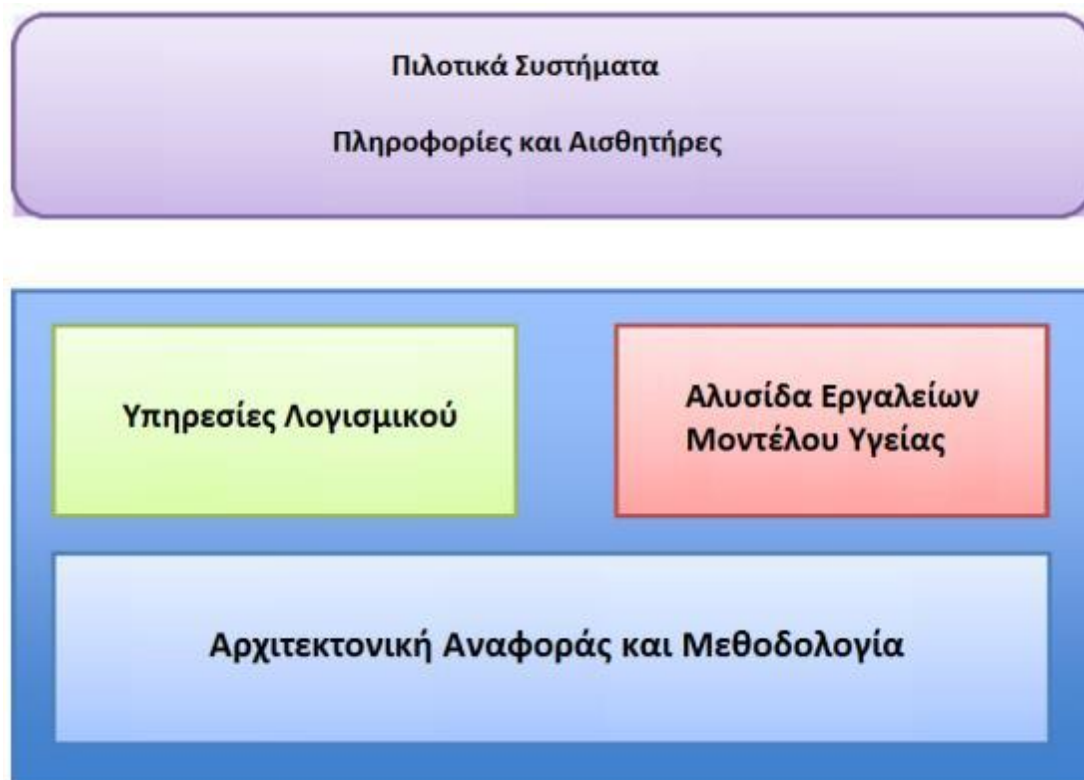 Πιλοτικά Συστήματα
Πληροφορίες και Αισθητήρες
Υπηρεσίες Λογισμικού
Αλυσίδα Εργαλείων
Μοντέλου Υγείας
Αρχιτεκτονική Αναφοράς και Μεθοδολογία